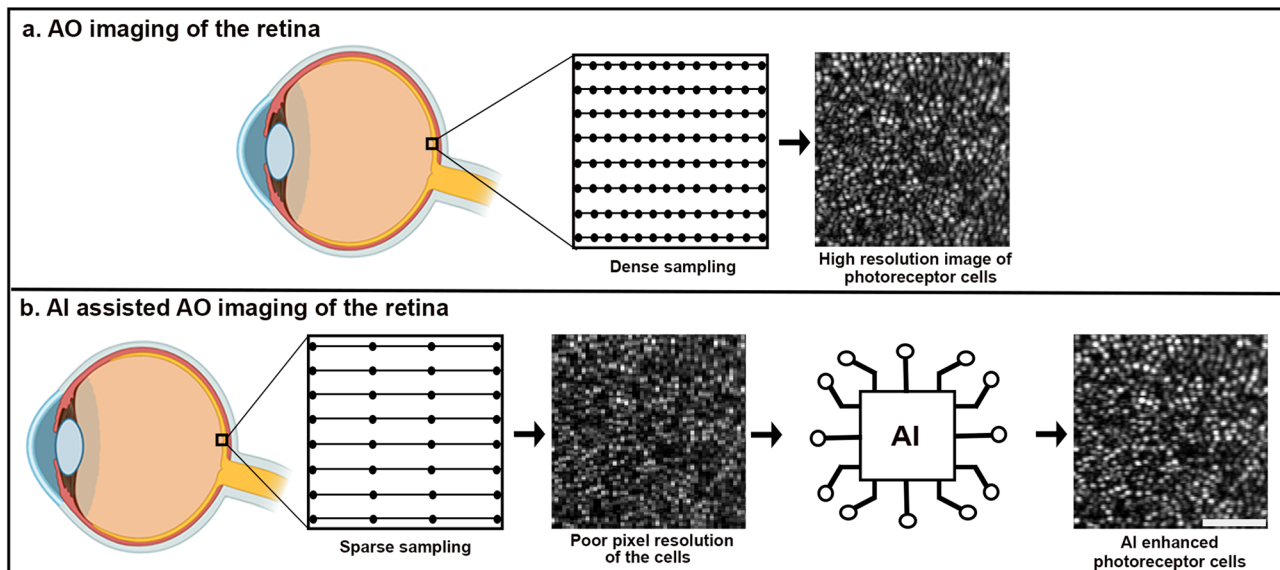 a. AO imaging of the retina
Dense sampling
High resolution image of
photoreceptor cells
b. AI assisted AO imaging of the retina
Sparse sampling
Poor pixel resolution
of the cells
AI
AI enhanced
photoreceptor cells